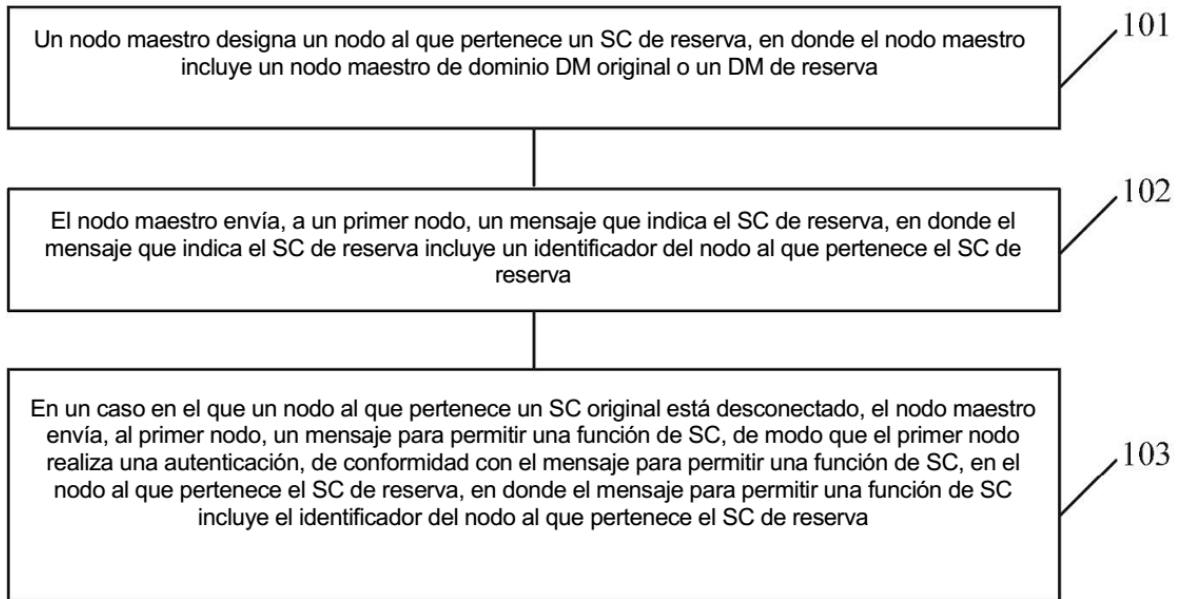 Un nodo maestro designa un nodo al que pertenece un SC de reserva, en donde el nodo maestro
incluye un nodo maestro de dominio DM original o un DM de reserva
101
El nodo maestro envía, a un primer nodo, un mensaje que indica el SC de reserva, en donde el
mensaje que indica el SC de reserva incluye un identificador del nodo al que pertenece el SC de
reserva
102
En un caso en el que un nodo al que pertenece un SC original está desconectado, el nodo maestro
envía, al primer nodo, un mensaje para permitir una función de SC, de modo que el primer nodo
realiza una autenticación, de conformidad con el mensaje para permitir una función de SC, en el
nodo al que pertenece el SC de reserva, en donde el mensaje para permitir una función de SC
incluye el identificador del nodo al que pertenece el SC de reserva
103